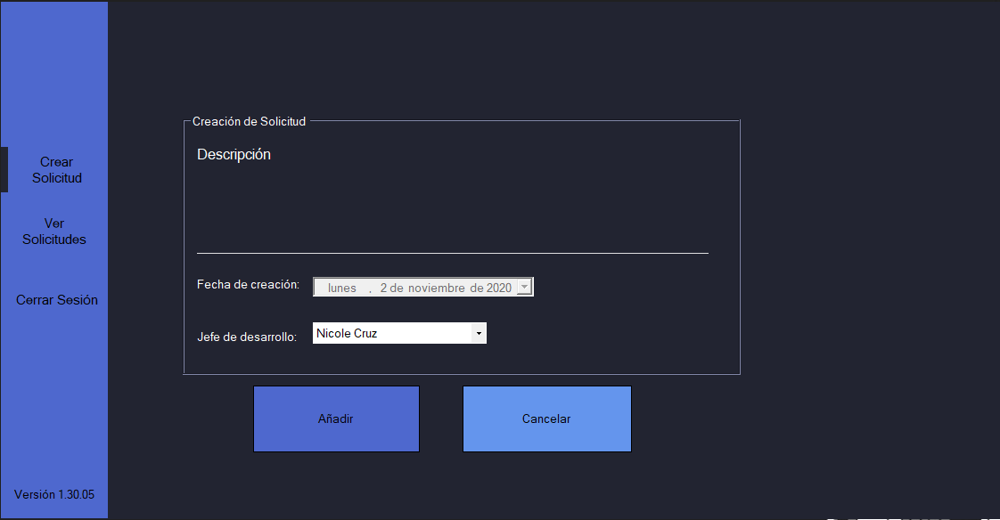 Creación de Solicitud
Descripción
Crear
Solicitud
Ver
Solicitudes
Cerrar Sesión
Fecha de creación:
lunes , 2 de noviembre de 2020
Jefe de desarrollo:
Nicole Cruz
Añadir
Cancelar
Versión 1.30.05